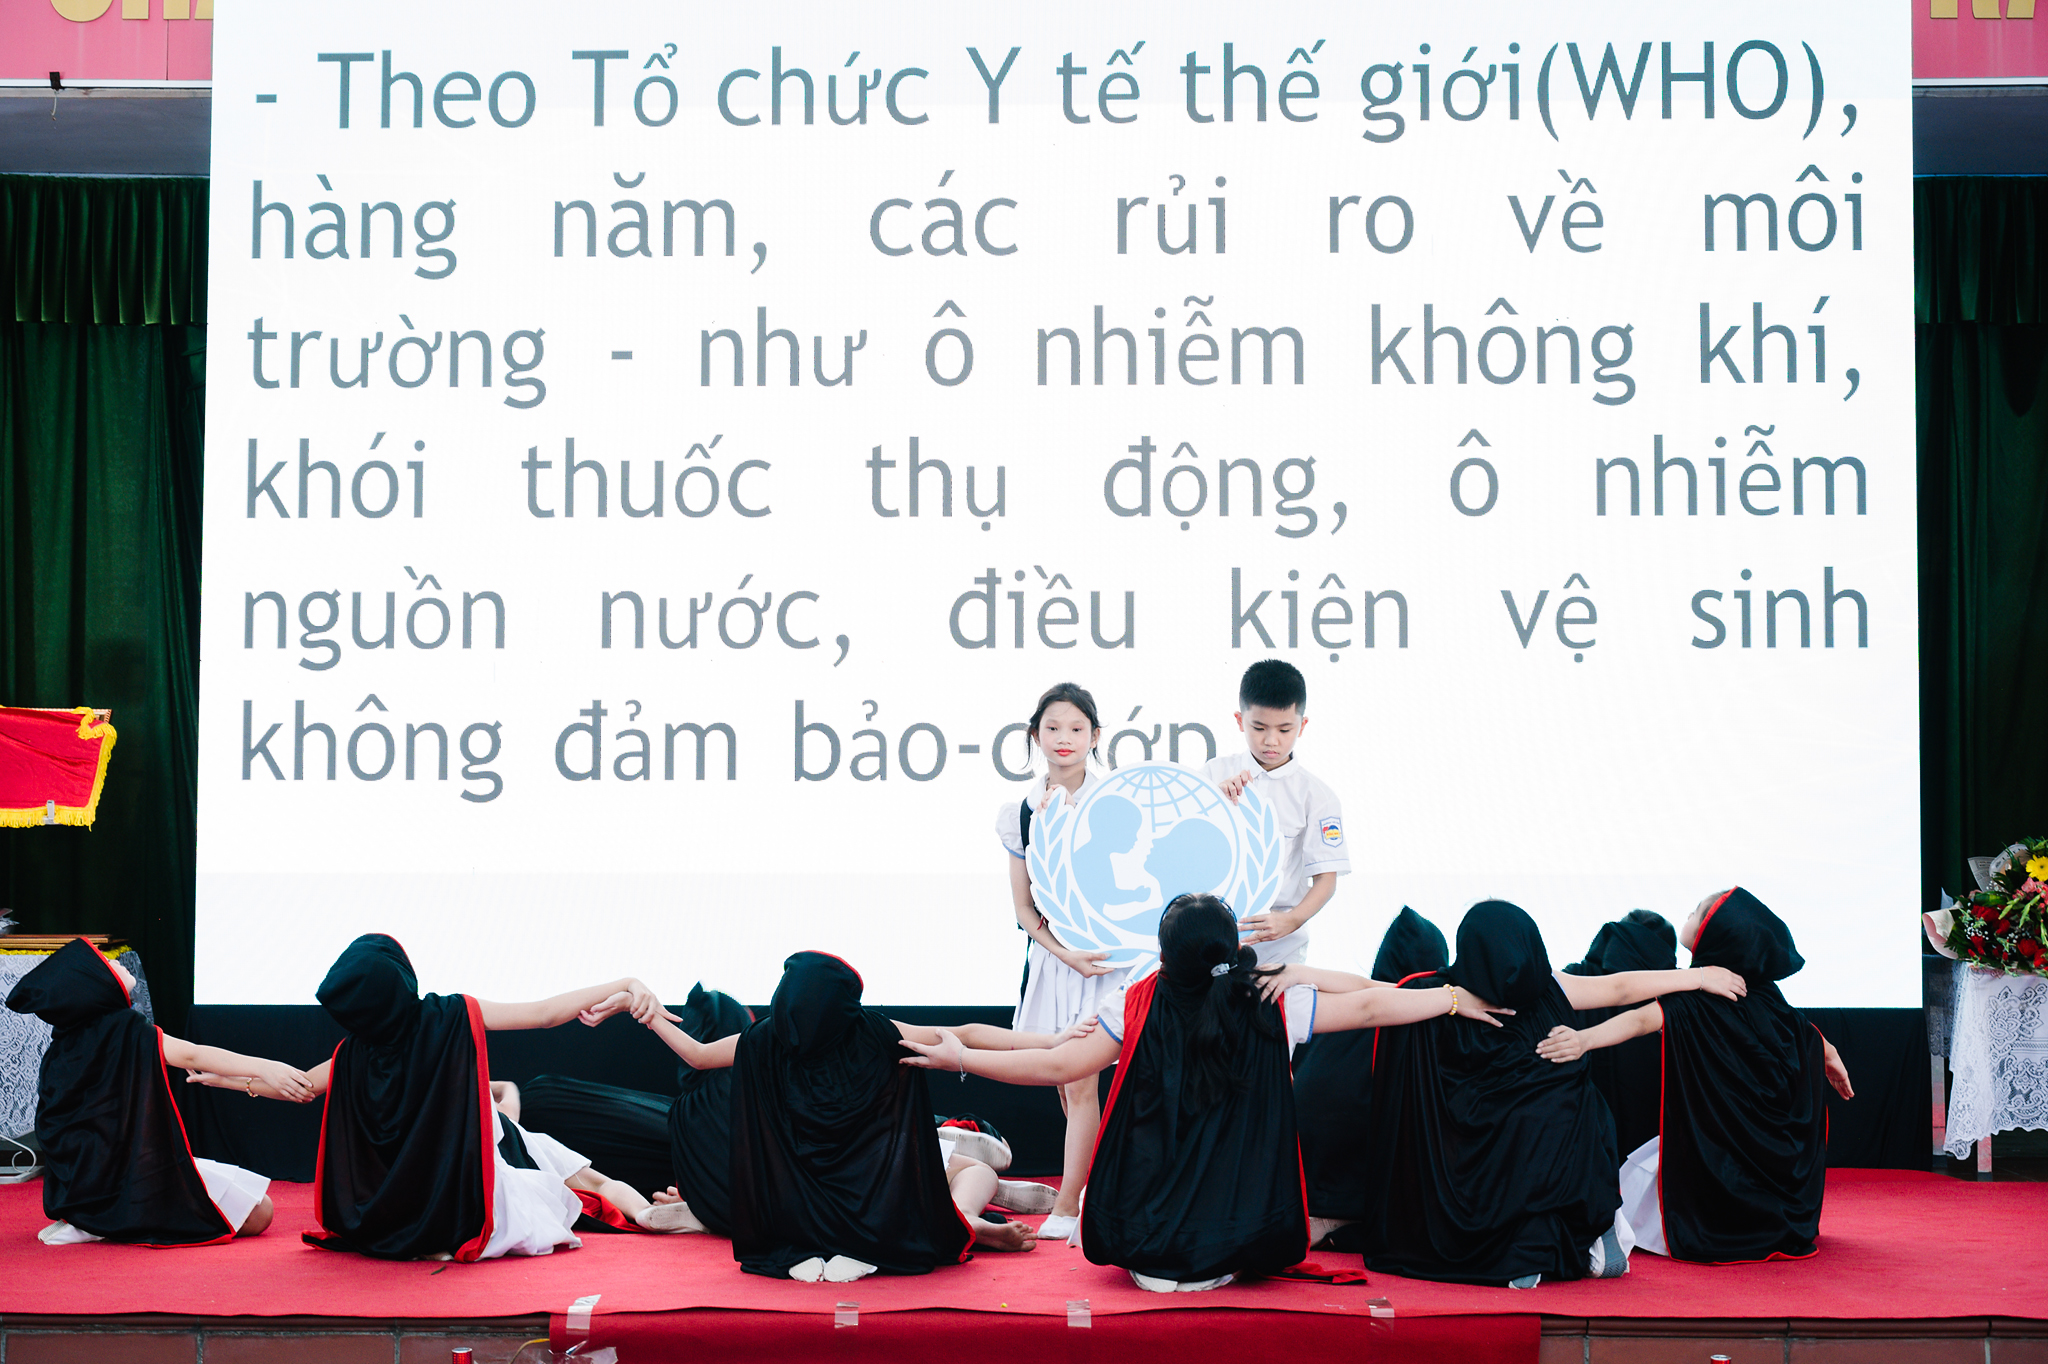 - Theo Tổ chức Y tế thế giới(WHO),
hàng năm, các rủi ro về môi
trường - như ô nhiễm không khí,
khói thuốc thụ động, ô nhiễm
nguồn nước, điều kiện vệ sinh
không đảm bảo-